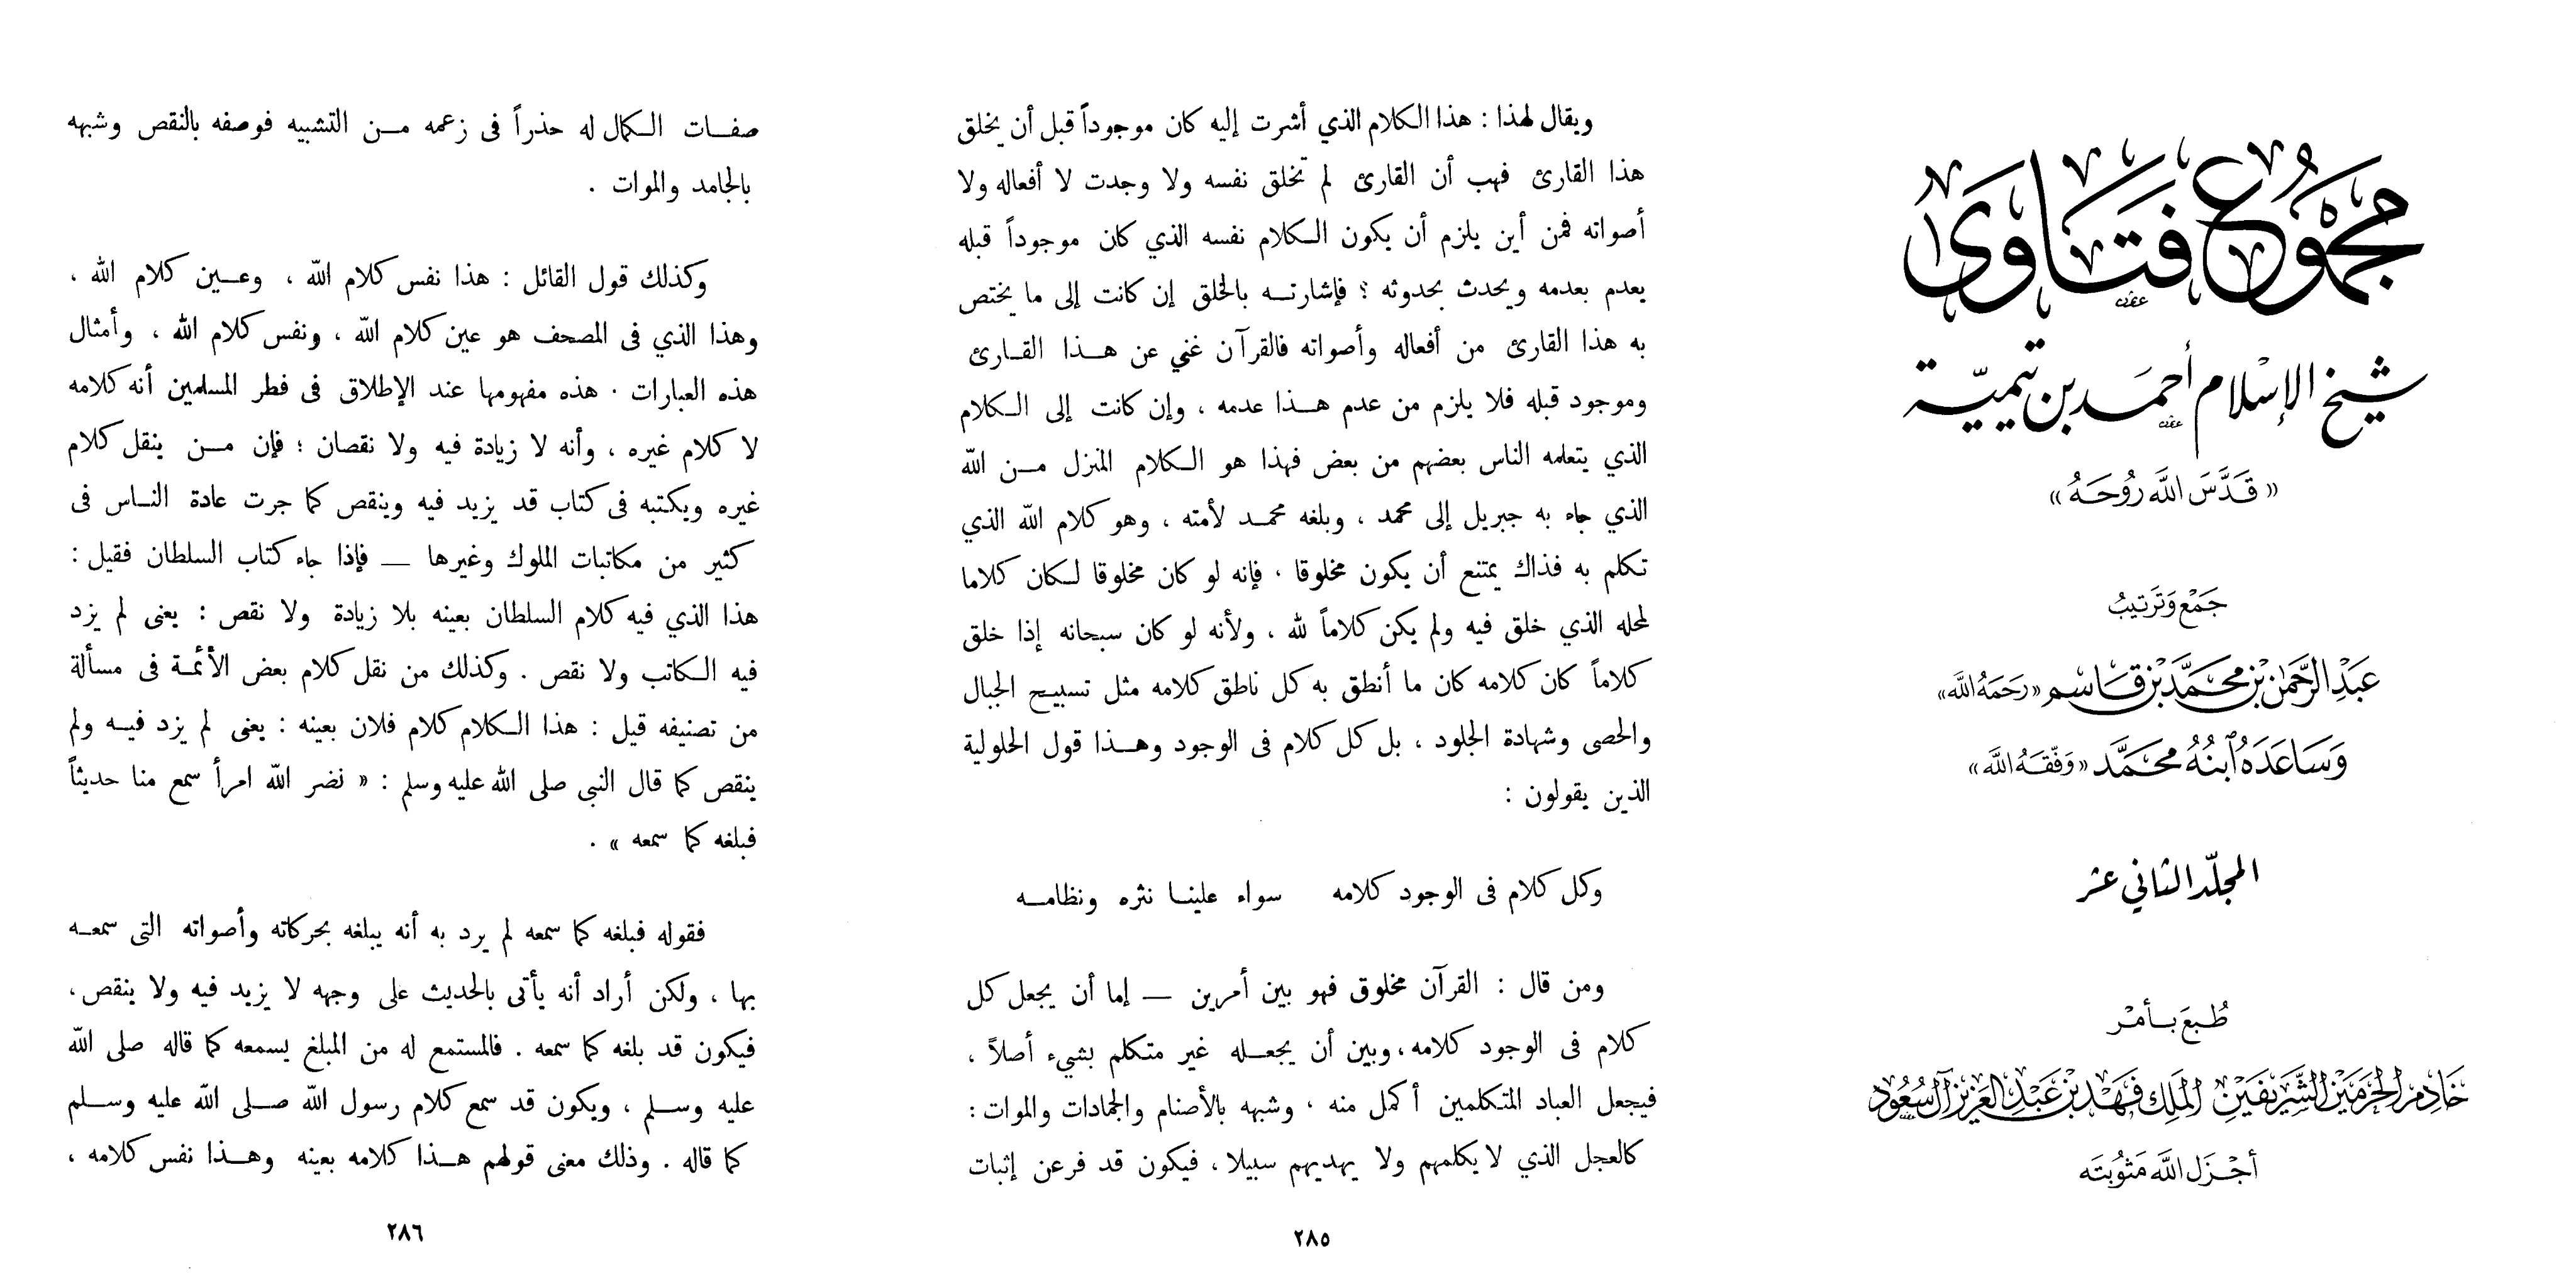 مجموع فتاوى
شيخ الإسلام أحمد بن تيمية
«قدس الله روحه»
جمع وترتيب
عبد الرحمن بن محمد بن قاسم «رحمه الله»
وساعده ابنه محمد «وفقه الله»
المجلد الثاني عشر
طبع بأمر
خادم الحرمين الشريفين الملك فهد بن عبد العزيز آل سعود
أجزل الله مثوبته
ويقال لهذا : هذا الكلام الذي أشرت إليه كان موجوداً قبل أن يخلق
هذا القارئ فهب أن القارئ لم تخلق نفسه ولا وجدت لا أفعاله ولا
أصواته فمن أين يلزم أن يكون الكلام نفسه الذي كان موجوداً قبله
يعدم بعدمه ويحدث بحدوثه ؟ فإشارته بالخلق إن كانت إلى ما يختص
به هذا القارئ من أفعاله وأصواته فالقرآن غني عن هذا القارئ
وموجود قبله فلا يلزم من عدم هذا عدمه ، وإن كانت إلى الكلام
الذي يتعلمه الناس بعضهم من بعض فهذا هو الكلام المنزل من الله
الذي جاء به جبريل إلى محمد ، وبلغه محمد لأمته ، وهو كلام الله الذي
تكلم به فذاك يمتنع أن يكون مخلوقا ، فإنه لو كان مخلوقا لكان كلاما
لمحله الذي خلق فيه ولم يكن كلاماً لله ، ولأنه لو كان سبحانه إذا خلق
كلاماً كان كلامه كان ما أنطق به كل ناطق كلامه مثل تسبيح الجبال
والحصى وشهادة الجلود ، بل كل كلام فى الوجود وهذا قول الحلولية
الذين يقولون :
وكل كلام فى الوجود كلامه سواء علينا نثره ونظامه
ومن قال : القرآن مخلوق فهو بين أمرين — إما أن يجعل كل
كلام فى الوجود كلامه ، وبين أن يجعله غير متكلم بشيء أصلاً ،
فيجعل العباد المتكلمين أكمل منه ، وشبهه بالأصنام والجمادات والموات :
كالعجل الذي لا يكلمهم ولا يهديهم سبيلا ، فيكون قد فر عن إثبات
٢٨٥
صفات الكمال له حذراً فى زعمه من التشبيه فوصفه بالنقص وشبهه
بالجامد والموات .
وكذلك قول القائل : هذا نفس كلام الله ، وعين كلام الله ،
وهذا الذي فى المصحف هو عين كلام الله ، ونفس كلام الله ، وأمثال
هذه العبارات . هذه مفهومها عند الإطلاق فى فطر المسلمين أنه كلامه
لا كلام غيره ، وأنه لا زيادة فيه ولا نقصان ؛ فإن من ينقل كلام
غيره ويكتبه فى كتاب قد يزيد فيه وينقص كما جرت عادة الناس فى
كثير من مكاتبات الملوك وغيرها — فإذا جاء كتاب السلطان فقيل :
هذا الذي فيه كلام السلطان بعينه بلا زيادة ولا نقص : يعنى لم يزد
فيه الكاتب ولا نقص . وكذلك من نقل كلام بعض الأئمة فى مسألة
من تصنيفه قيل : هذا الكلام كلام فلان بعينه : يعنى لم يزد فيه ولم
ينقص كما قال النبى صلى الله عليه وسلم : « نضر الله امرأ سمع منا حديثاً
فبلغه كما سمعه » .
فقوله فبلغه كما سمعه لم يرد به أنه يبلغه بحركاته وأصواته التى سمعه
بها ، ولكن أراد أنه يأتى بالحديث على وجهه لا يزيد فيه ولا ينقص ،
فيكون قد بلغه كما سمعه . فالمستمع له من المبلغ يسمعه كما قاله صلى الله
عليه وسلم ، ويكون قد سمع كلام رسول الله صلى الله عليه وسلم
كما قاله . وذلك معنى قولهم هذا كلامه بعينه وهذا نفس كلامه ،
٢٨٦